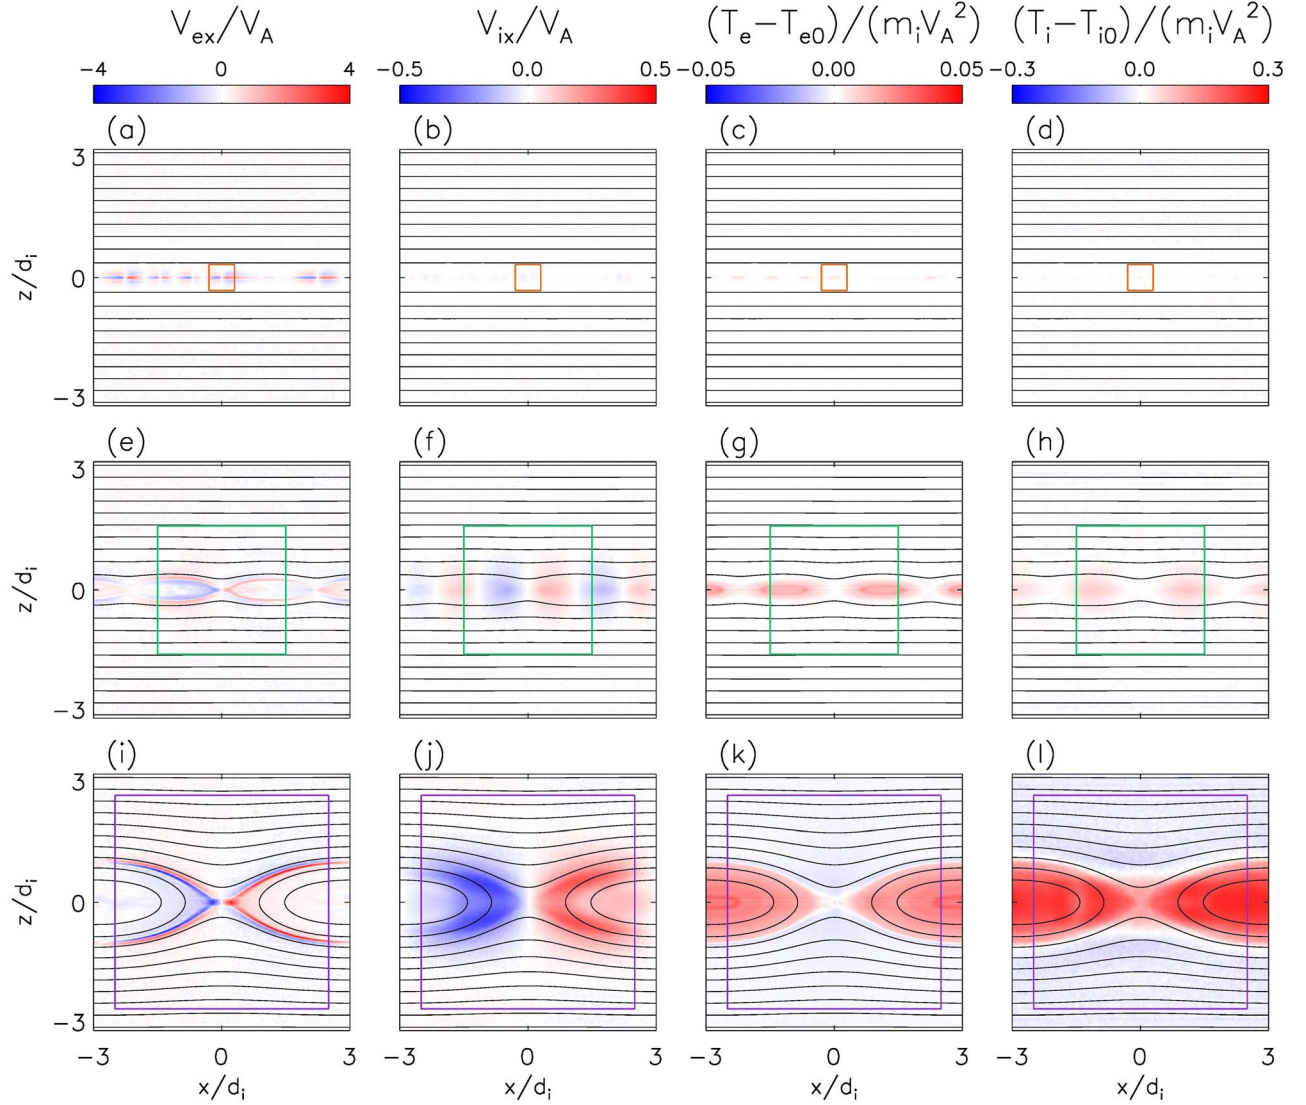 V_ex/V_A V_ix/V_A (T_e−T_e0)/(m_iV_A^2) (T_i−T_i0)/(m_iV_A^2)
−4 0 4 −0.5 0.0 0.5 −0.05 0.00 0.05 −0.3 0.0 0.3
(a) (b) (c) (d)
3
z/d_i 0
−3
(e) (f) (g) (h)
3
z/d_i 0
−3
(i) (j) (k) (l)
3
z/d_i 0
−3
−3 0 3 −3 0 3 −3 0 3 −3 0 3
x/d_i x/d_i x/d_i x/d_i